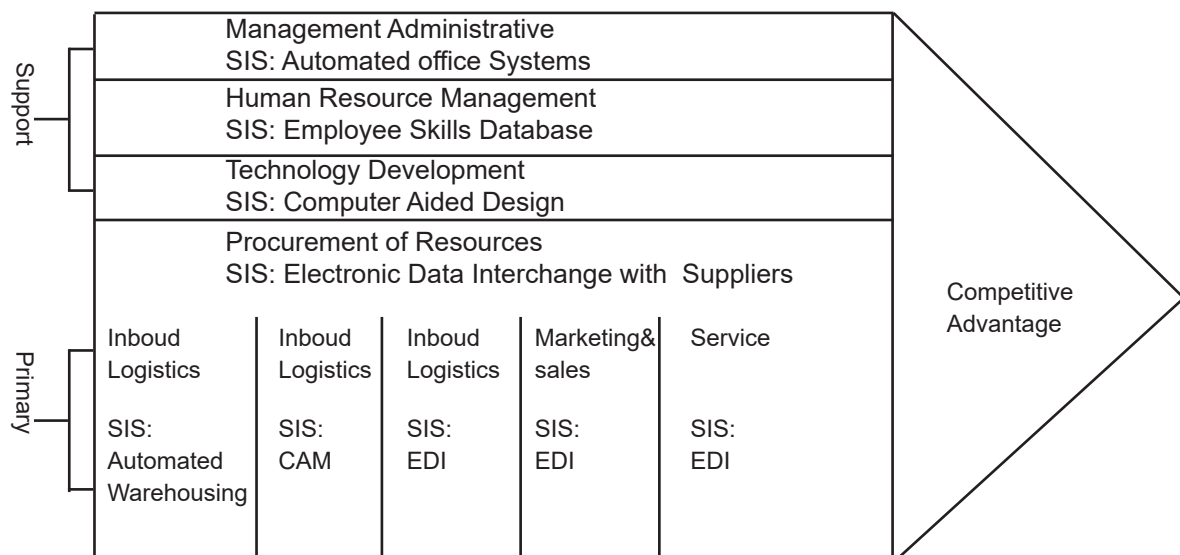 Support
Management Administrative
SIS: Automated office Systems
Human Resource Management
SIS: Employee Skills Database
Technology Development
SIS: Computer Aided Design
Procurement of Resources
SIS: Electronic Data Interchange with Suppliers
Competitive
Advantage
Primary
Inboud
Logistics
SIS:
Automated
Warehousing
Inboud
Logistics
SIS:
CAM
Inboud
Logistics
SIS:
EDI
Marketing&
sales
SIS:
EDI
Service
SIS:
EDI